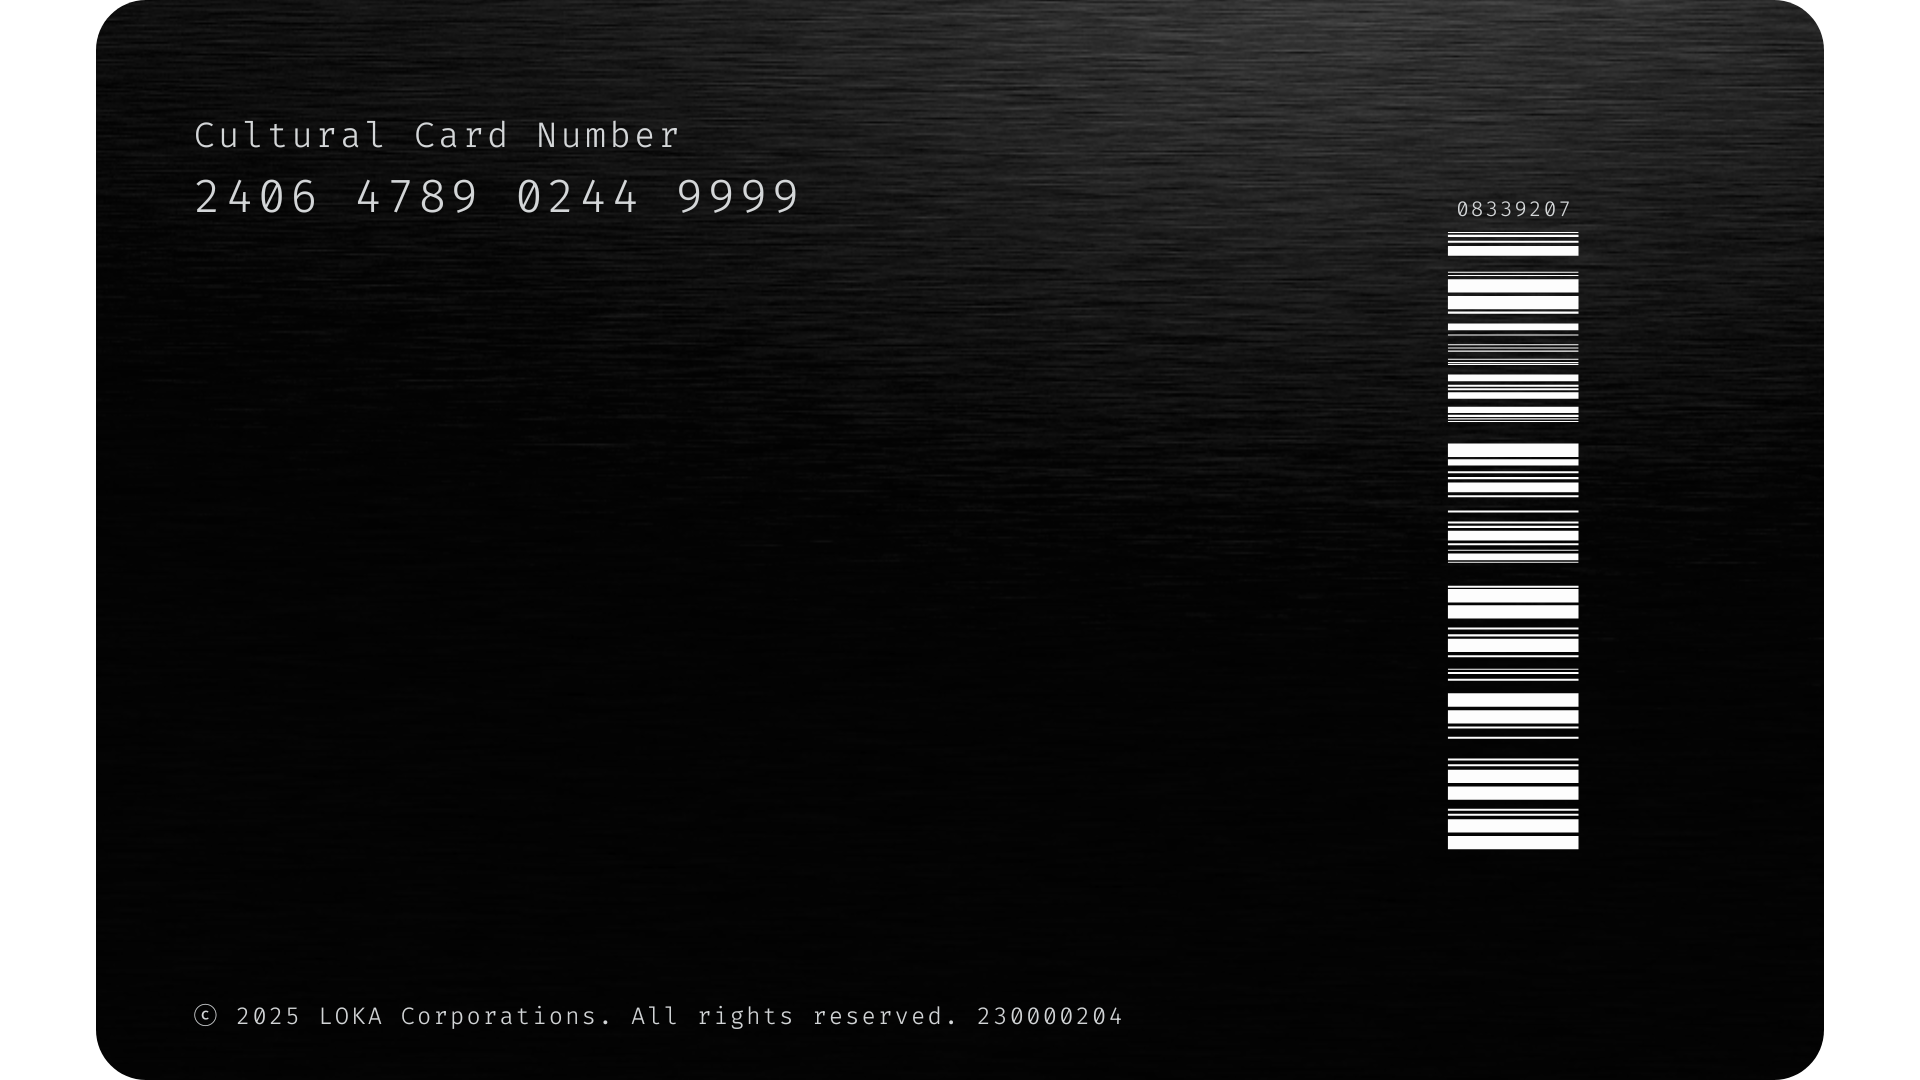 Cultural Card Number
2406 4789 0244 9999
08339207
© 2025 LOKA Corporations. All rights reserved. 230000204